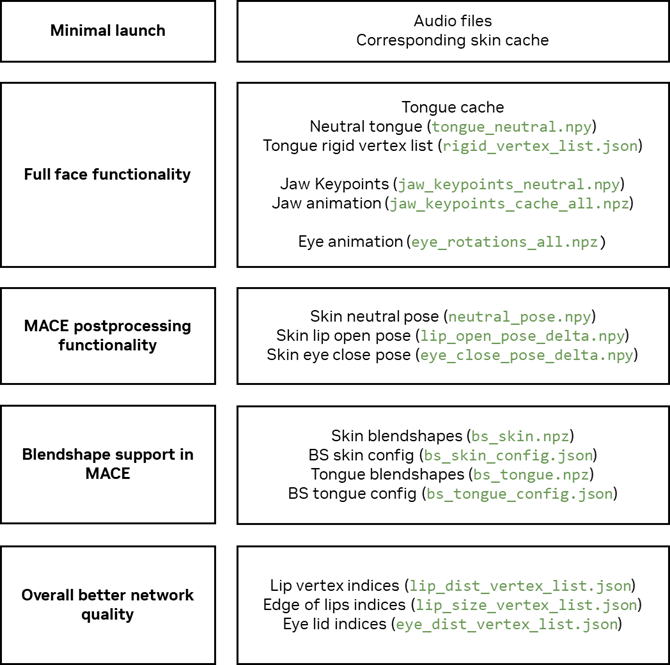 Minimal launch
Audio files
Corresponding skin cache
Full face functionality
Tongue cache
Neutral tongue (tongue_neutral.npy)
Tongue rigid vertex list (rigid_vertex_list.json)
Jaw Keypoints (jaw_keypoints_neutral.npy)
Jaw animation (jaw_keypoints_cache_all.npz)
Eye animation (eye_rotations_all.npz)
MACE postprocessing
functionality
Skin neutral pose (neutral_pose.npy)
Skin lip open pose (lip_open_pose_delta.npy)
Skin eye close pose (eye_close_pose_delta.npy)
Blendshape support in
MACE
Skin blendshapes (bs_skin.npz)
BS skin config (bs_skin_config.json)
Tongue blendshapes (bs_tongue.npz)
BS tongue config (bs_tongue_config.json)
Overall better network
quality
Lip vertex indices (lip_dist_vertex_list.json)
Edge of lips indices (lip_size_vertex_list.json)
Eye lid indices (eye_dist_vertex_list.json)